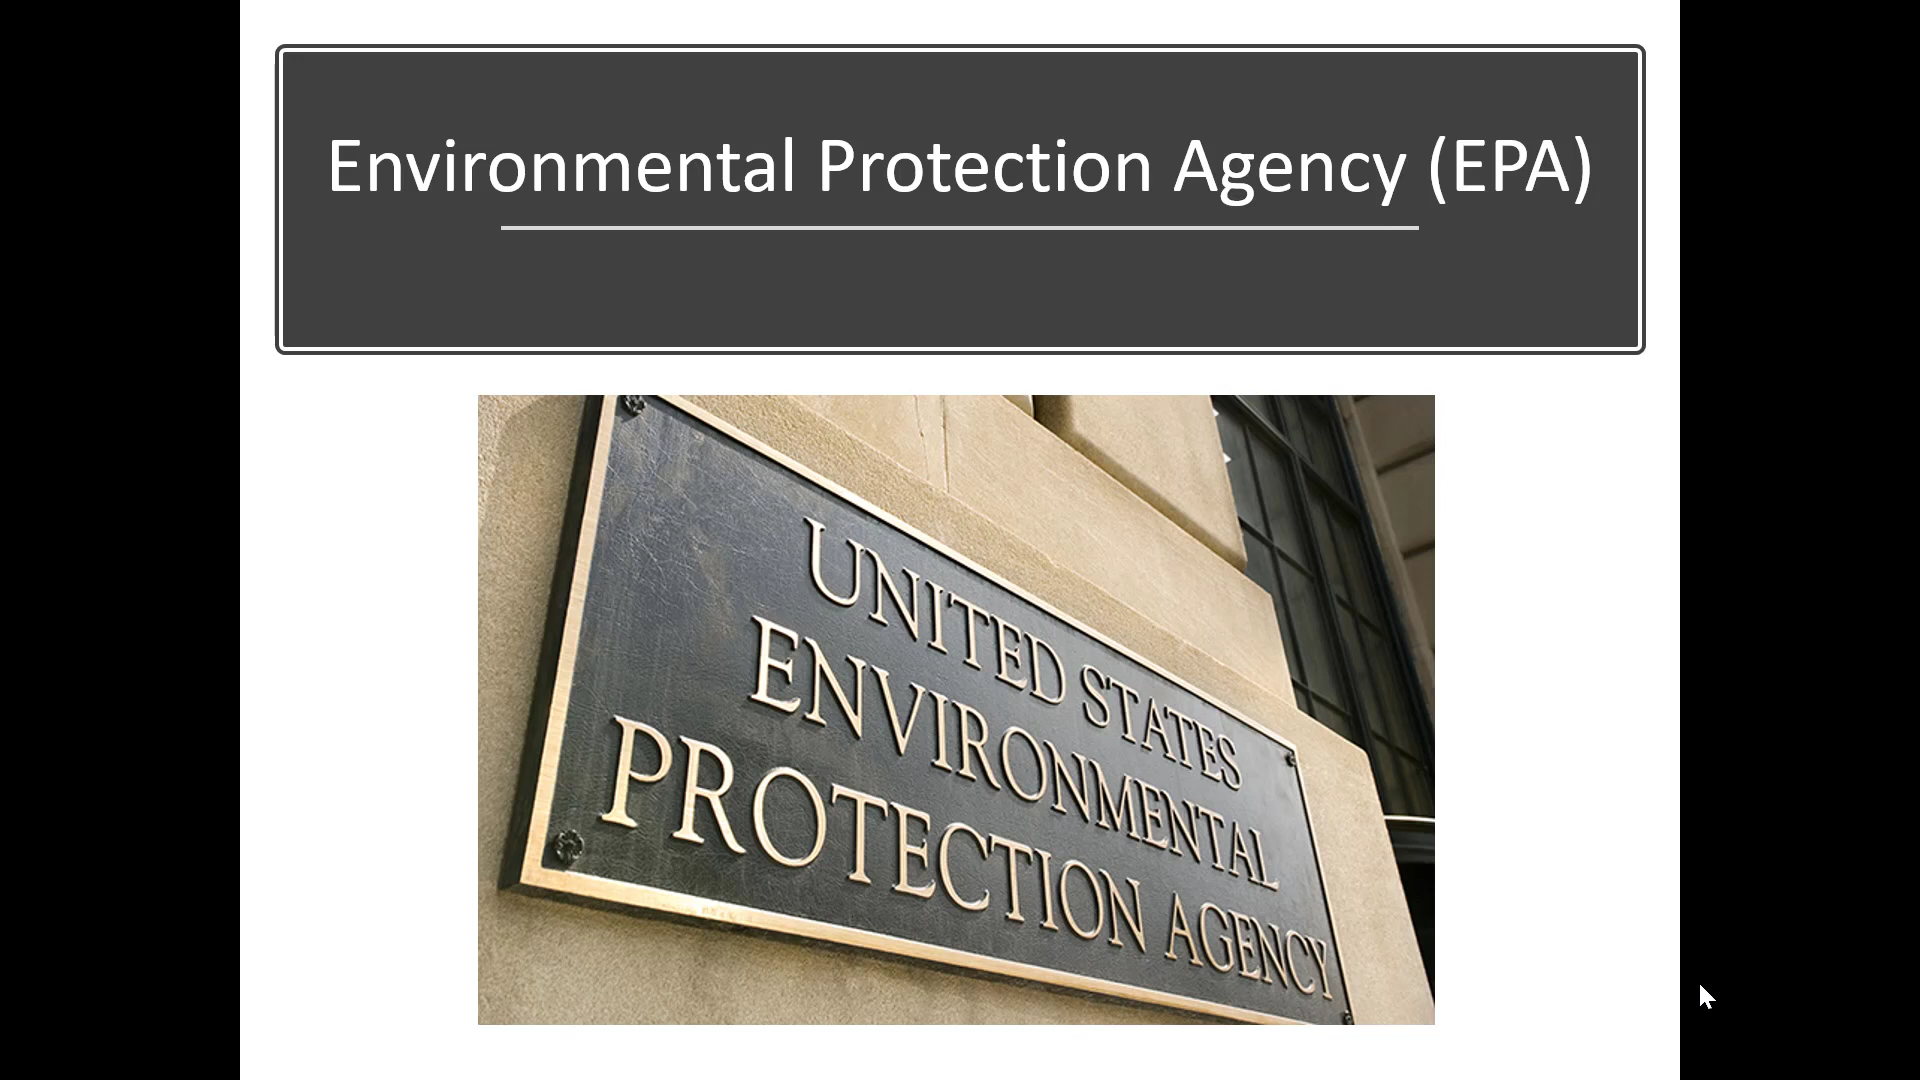 Environmental Protection Agency (EPA)
UNITED STATES
ENVIRONMENTAL
PROTECTION AGENCY